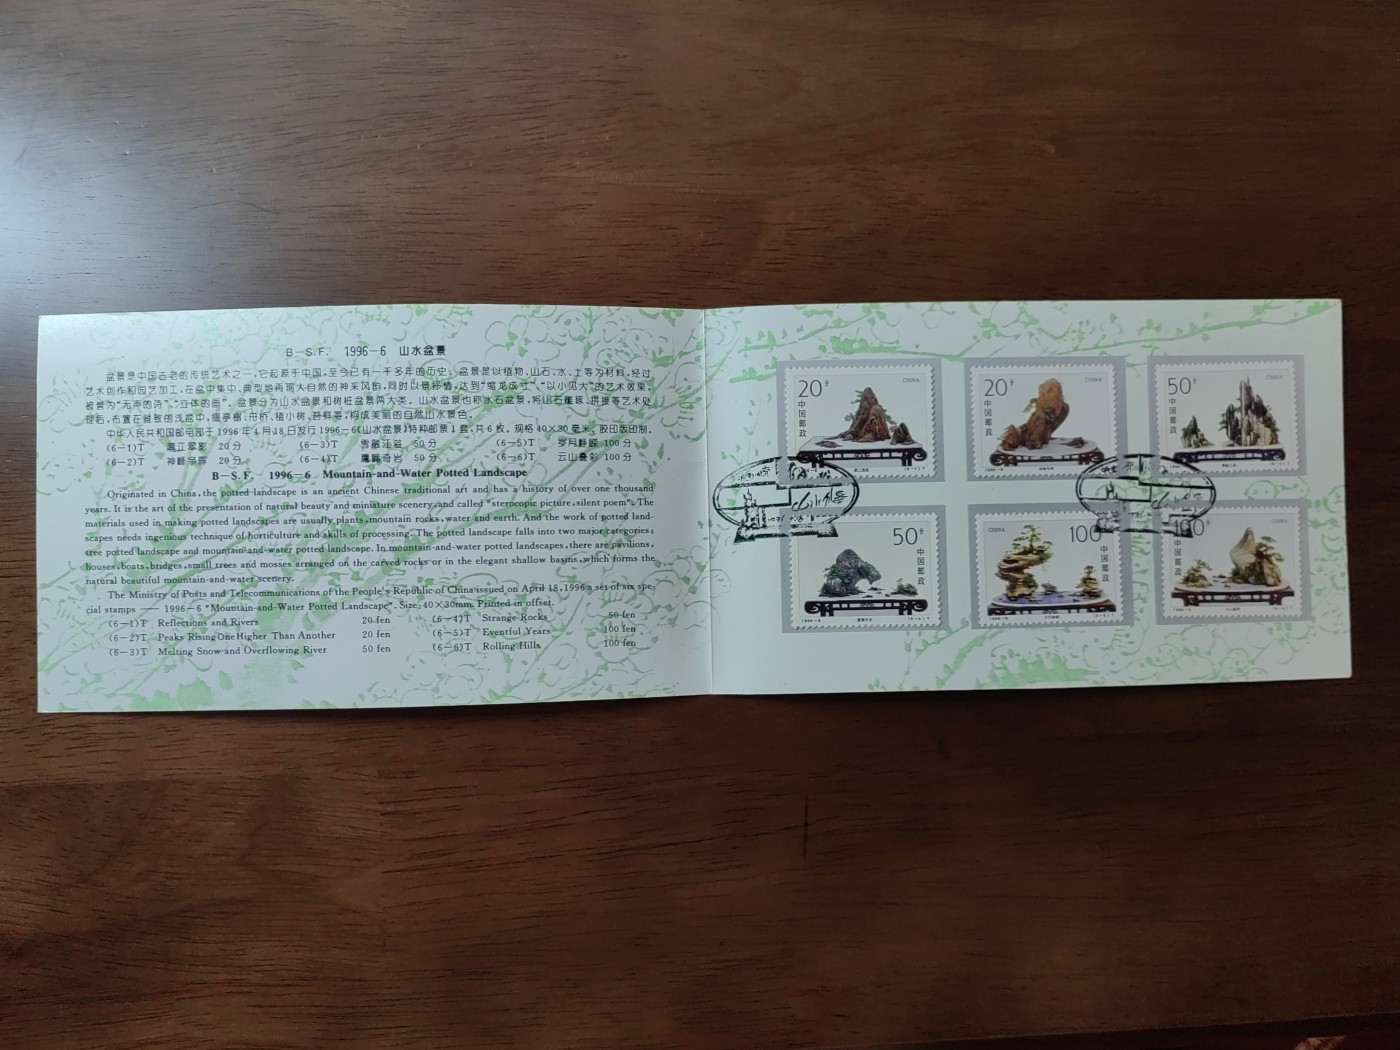 B-S.F. 1996-6 山水盆景
盆景是中国古老的传统艺术之一,它起源于中国,至今已有一千多年的历史。盆景是以植物、山石、水、土等为材料,经过
艺术创作和园艺加工,在盆中集中、典型地再现大自然的神采风韵,同时以景抒情,达到“缩龙成寸”、“以小见大”的艺术效果,
被誉为“无声的诗”,“立体的画”。盆景分为山水盆景和树桩盆景两大类。山水盆景也称水石盆景,将山石雕琢、拼接等艺术处
理后,布置在雅致的浅盆中,缀亭榭、舟桥,植小树、苔藓等,构成美丽的自然山水景色。
中华人民共和国邮电部于1996年4月18日发行1996-6《山水盆景》特种邮票1套,共6枚。规格40×30毫米。胶印版印制。
(6-1)T 漓江翠影 20分 (6-3)T 雪融江溢 50分 (6-5)T 岁月峥嵘 100分
(6-2)T 20分 (6-4)T 50分 (6-6)T 云山叠彩 100分
B-S.F. 1996-6 Mountain-and-Water Potted Landscape
Originated in China, the potted landscape is an ancient Chinese traditional art and has a history of over one thousand
years. It is the art of the presentation of natural beauty and miniature scenery, and called "sterocopic picture, silent poem". The
materials used in making potted landscapes are usually plants, mountain rocks, water and earth. And the work of potted land-
scapes needs ingenious technique of horticulture and skills of processing. The potted landscape falls into two major categories:
tree potted landscape and mountain-and-water potted landscape. In mountain-and-water potted landscapes, there are pavilions,
houses, boats, bridges, small trees and mosses arranged on the carved rocks or in the elegant shallow basins, which forms the
natural beautiful mountain-and-water scenery.
The Ministry of Posts and Telecommunications of the People's Republic of China issued on April 18, 1996 a set of six spe-
cial stamps — 1996-6 "Mountain-and-Water Potted Landscape". Size: 40×30mm. Printed in offset.
(6-1)T Reflections and Rivers 20 fen (6-4)T Strange Rocks 50 fen
(6-2)T Peaks Rising One Higher Than Another 20 fen (6-5)T Eventful Years 100 fen
(6-3)T Melting Snow and Overflowing River 50 fen (6-6)T Rolling Hills 100 fen
20分 CHINA
中国邮政
20分 CHINA
中国邮政
50分 CHINA
中国邮政
50分
中国邮政
CHINA 100
中国邮政
100分 CHINA
中国邮政